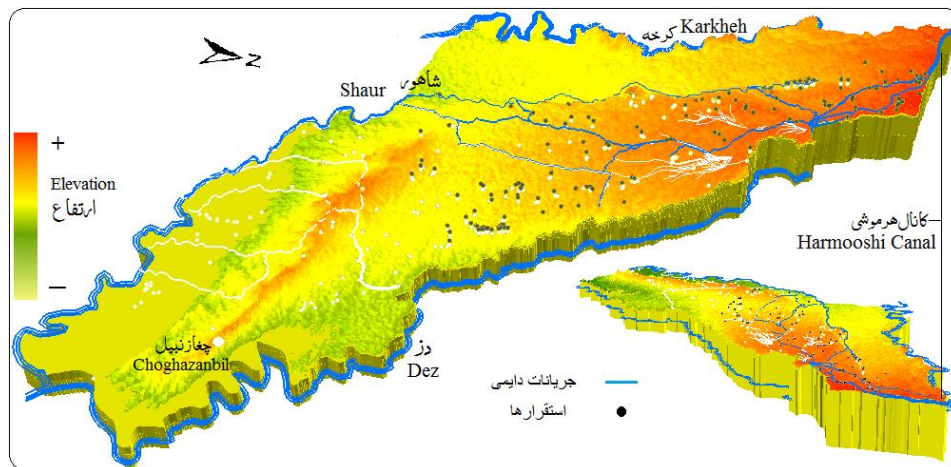 کرخه Karkheh
شاهور
Shaur
z
+
Elevation
ارتفاع
–
کانال هرموشی
Harmooshi Canal
چغازنبیل
Choghazanbil
دز
Dez
جریانات دایمی
استقرارها